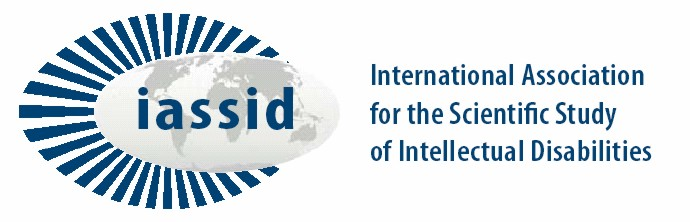 iassid
International Association
for the Scientific Study
of Intellectual Disabilities